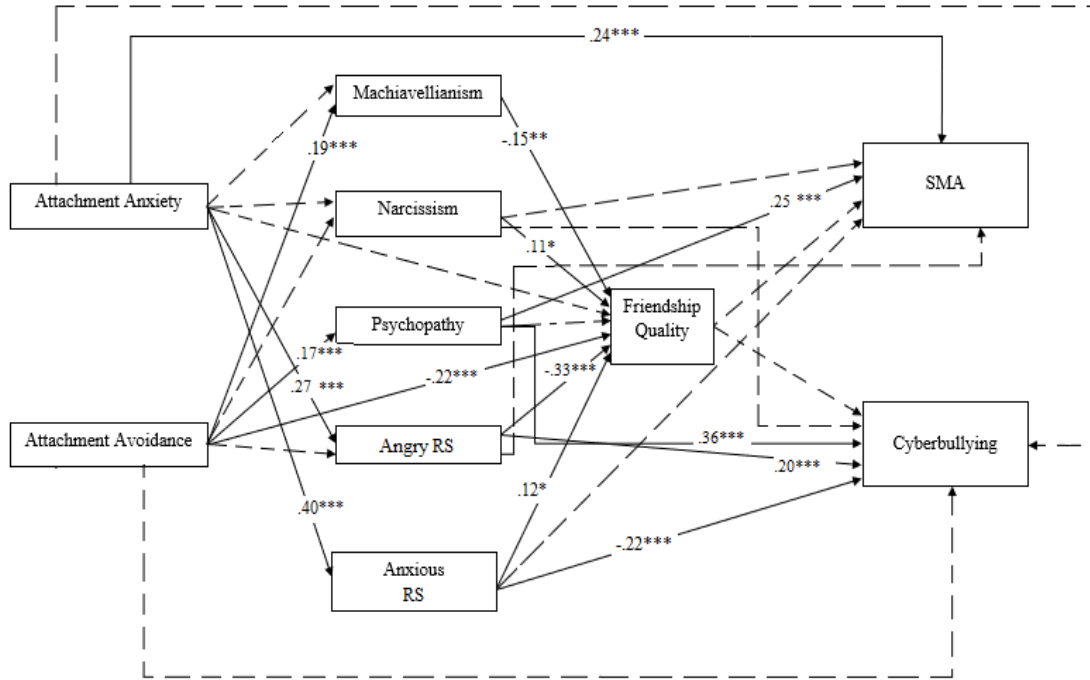 .24***
Machiavellianism
.19***
-.15**
Attachment Anxiety
Narcissism
SMA
.25 ***
.11*
Psychopathy
Friendship
Quality
.17***
.27 ***
-.22***
-.33***
Attachment Avoidance
Angry RS
.36***
Cyberbullying
.20***
.40***
.12*
-.22***
Anxious
RS